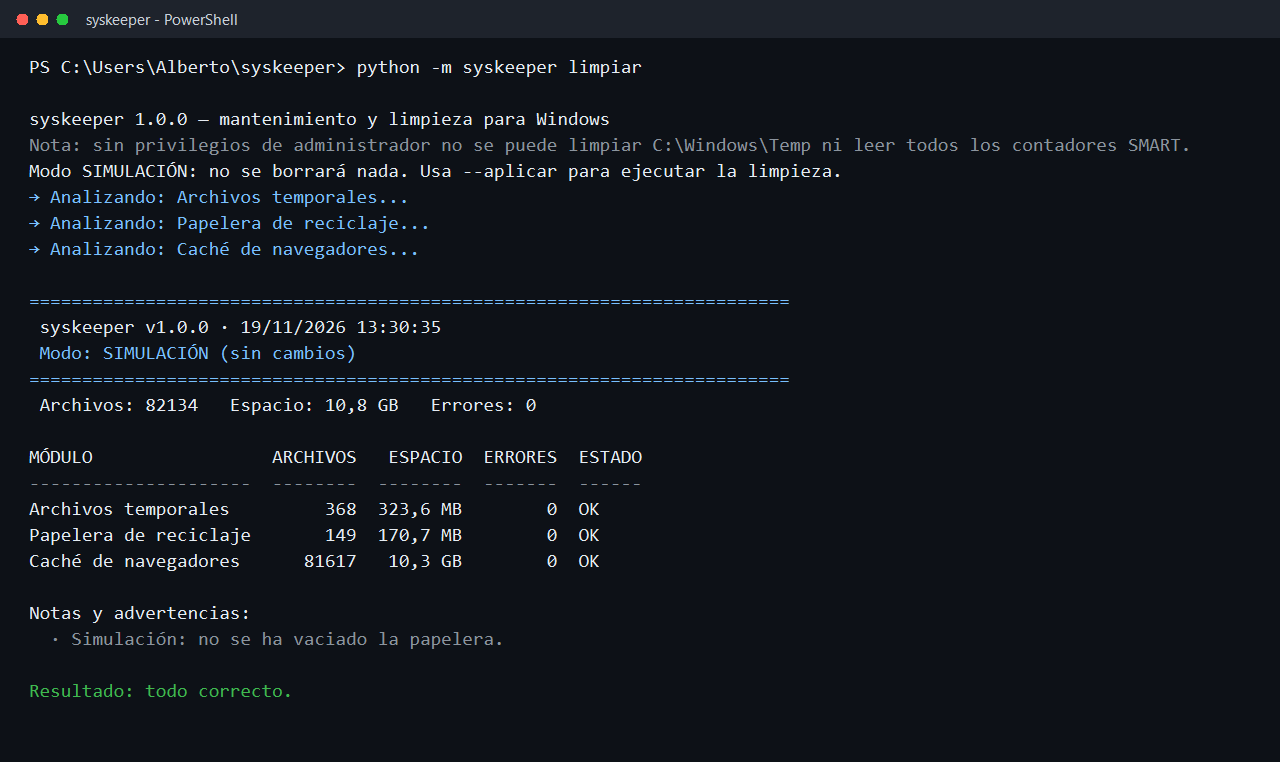 syskeeper - PowerShell
PS C:\Users\Alberto\syskeeper> python -m syskeeper limpiar
syskeeper 1.0.0 — mantenimiento y limpieza para Windows
Nota: sin privilegios de administrador no se puede limpiar C:\Windows\Temp ni leer todos los contadores SMART.
Modo SIMULACIÓN: no se borrará nada. Usa --aplicar para ejecutar la limpieza.
→ Analizando: Archivos temporales...
→ Analizando: Papelera de reciclaje...
→ Analizando: Caché de navegadores...
========================================================================
syskeeper v1.0.0 · 19/11/2026 13:30:35
Modo: SIMULACIÓN (sin cambios)
========================================================================
Archivos: 82134   Espacio: 10,8 GB   Errores: 0
MÓDULO                 ARCHIVOS   ESPACIO  ERRORES  ESTADO
---------------------  --------  --------  -------  ------
Archivos temporales         368  323,6 MB        0  OK
Papelera de reciclaje       149  170,7 MB        0  OK
Caché de navegadores      81617   10,3 GB        0  OK
Notas y advertencias:
· Simulación: no se ha vaciado la papelera.
Resultado: todo correcto.